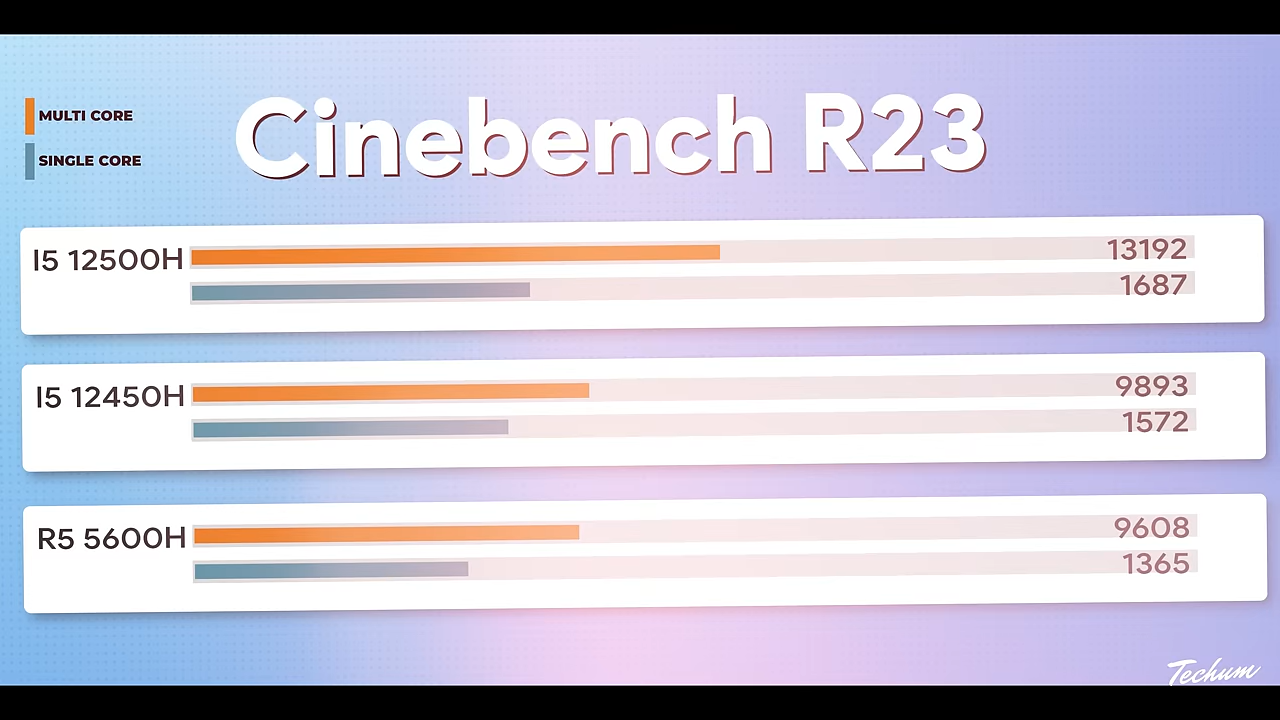 Cinebench R23
MULTI CORE
SINGLE CORE
I5 12500H
13192
1687
I5 12450H
9893
1572
R5 5600H
9608
1365
Techum